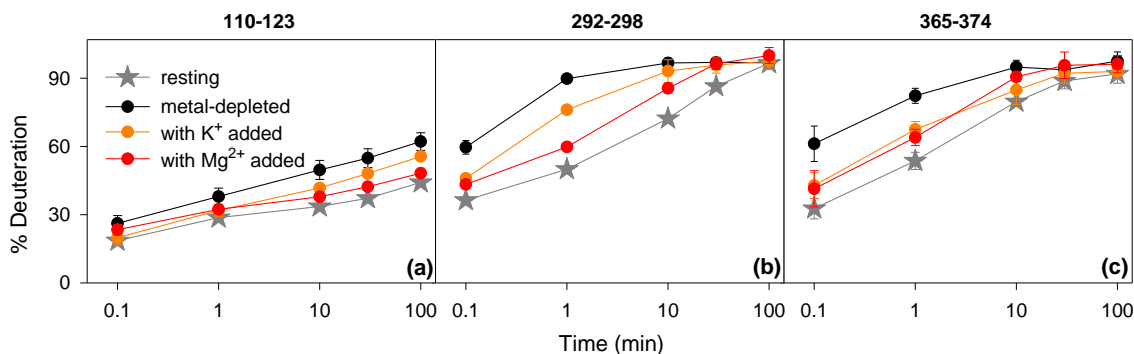 110-123 292-298 365-374
% Deuteration
90
60
30
0
resting
metal-depleted
with K⁺ added
with Mg²⁺ added
(a) (b) (c)
0.1 1 10 100 0.1 1 10 100 0.1 1 10 100
Time (min)